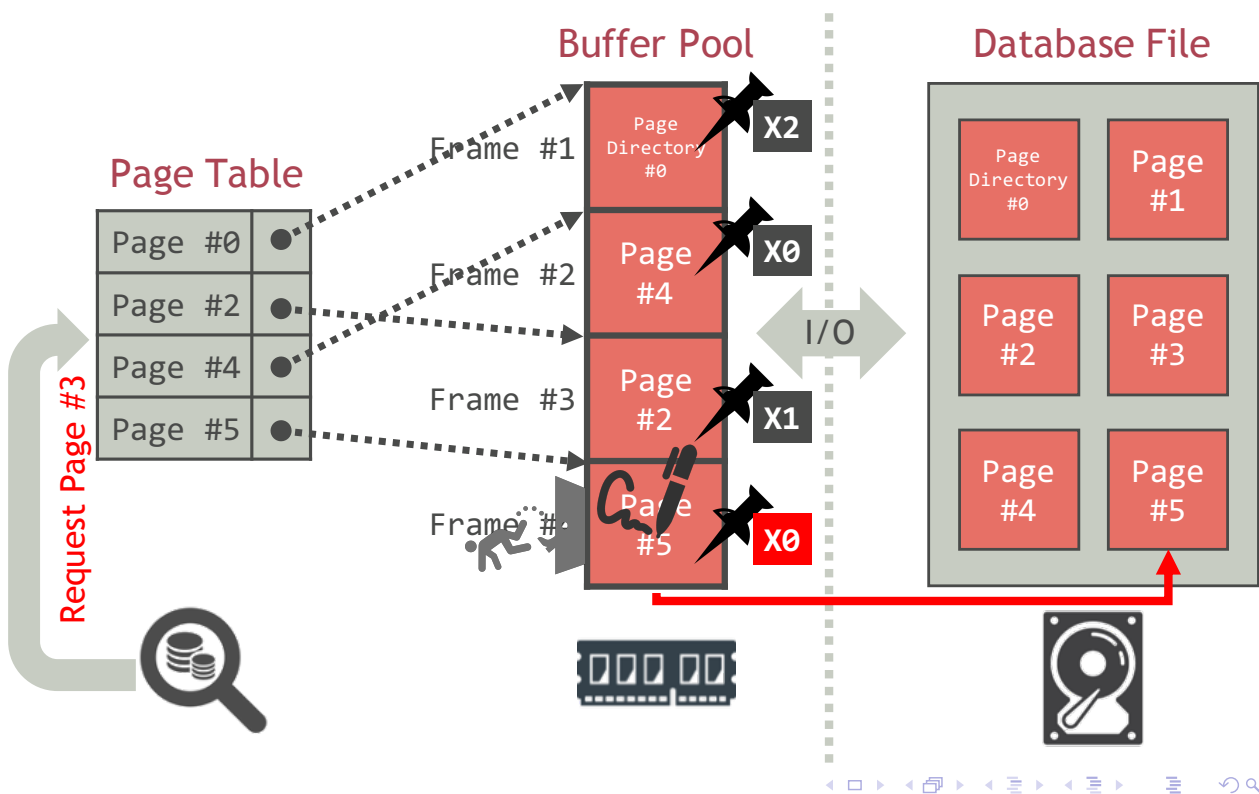 Buffer Pool
Database File
Page Table
Page #0
Page #2
Page #4
Page #5
Request Page #3
Frame #1
Frame #2
Frame #3
Frame #
Page
Directory
#0
X2
Page
#4
X0
Page
#2
X1
Page
#5
X0
I/O
Page
Directory
#0
Page
#1
Page
#2
Page
#3
Page
#4
Page
#5